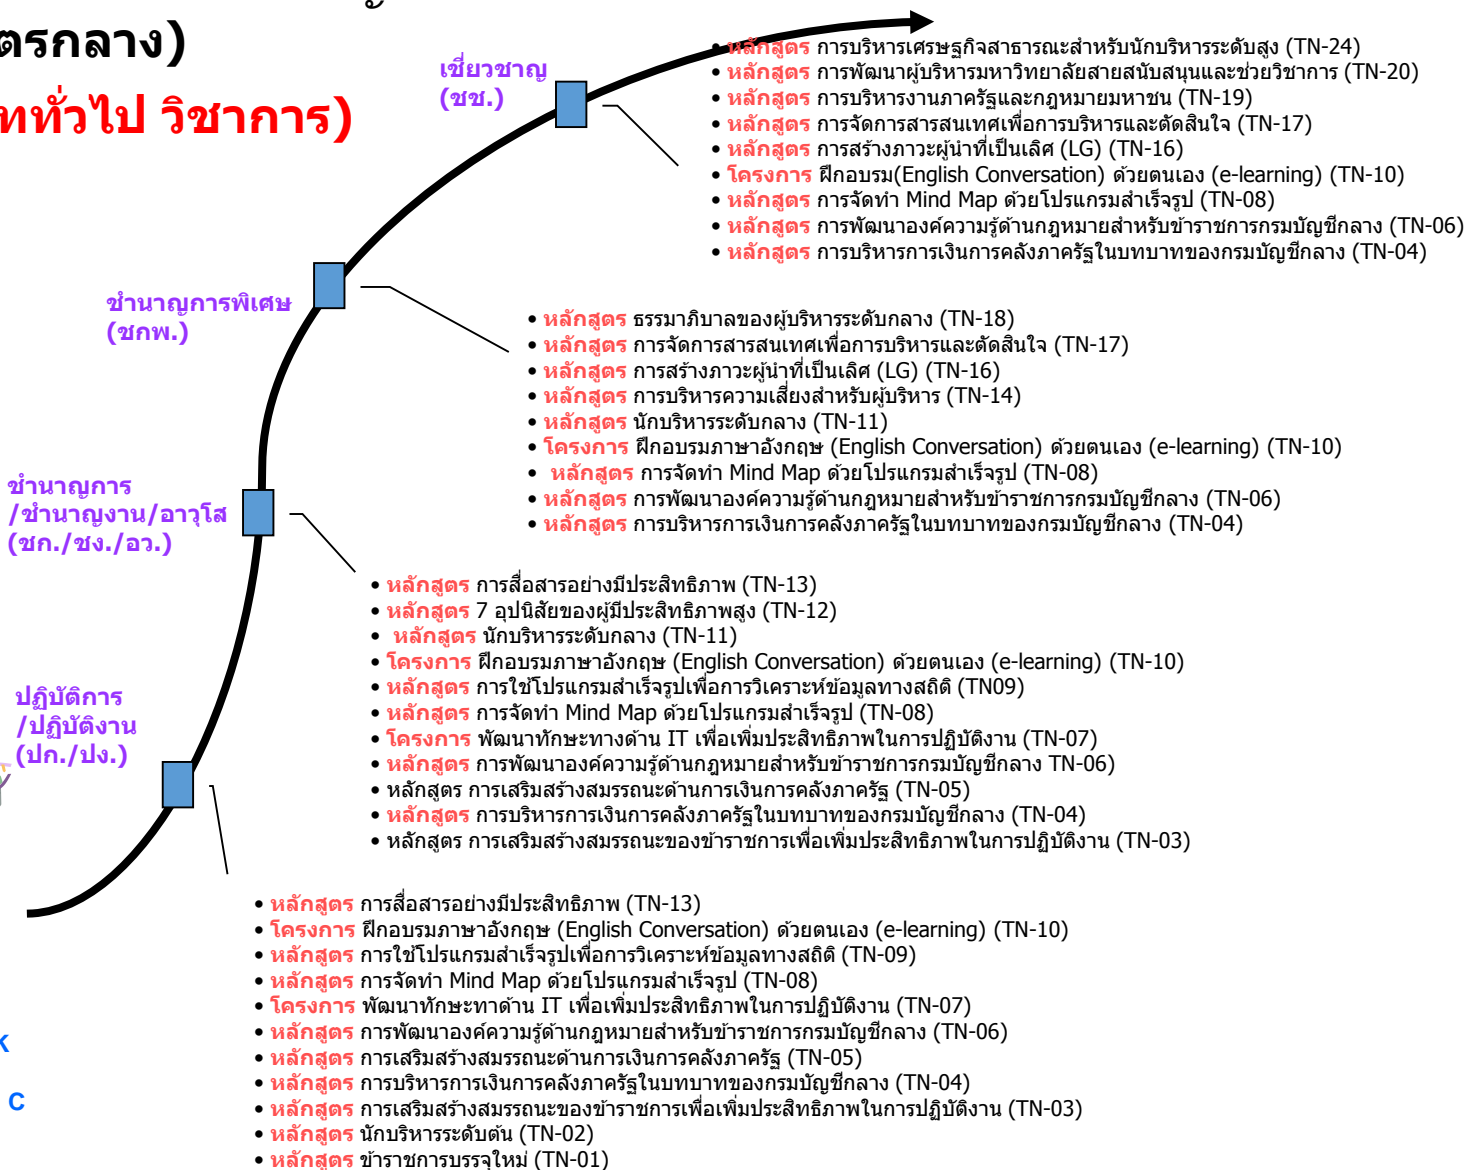 ตรกลาง)
ททั่วไป วิชาการ)
เชี่ยวชาญ
(ชช.)
• หลักสูตร การบริหารเศรษฐกิจสาธารณะสำหรับนักบริหารระดับสูง (TN-24)
• หลักสูตร การพัฒนาผู้บริหารมหาวิทยาลัยสายสนับสนุนและช่วยวิชาการ (TN-20)
• หลักสูตร การบริหารงานภาครัฐและกฎหมายมหาชน (TN-19)
• หลักสูตร การจัดการสารสนเทศเพื่อการบริหารและตัดสินใจ (TN-17)
• หลักสูตร การสร้างภาวะผู้นำที่เป็นเลิศ (LG) (TN-16)
• โครงการ ฝึกอบรม(English Conversation) ด้วยตนเอง (e-learning) (TN-10)
• หลักสูตร การจัดทำ Mind Map ด้วยโปรแกรมสำเร็จรูป (TN-08)
• หลักสูตร การพัฒนาองค์ความรู้ด้านกฎหมายสำหรับข้าราชการกรมบัญชีกลาง (TN-06)
• หลักสูตร การบริหารการเงินการคลังภาครัฐในบทบาทของกรมบัญชีกลาง (TN-04)
ชำนาญการพิเศษ
(ชกพ.)
• หลักสูตร ธรรมาภิบาลของผู้บริหารระดับกลาง (TN-18)
• หลักสูตร การจัดการสารสนเทศเพื่อการบริหารและตัดสินใจ (TN-17)
• หลักสูตร การสร้างภาวะผู้นำที่เป็นเลิศ (LG) (TN-16)
• หลักสูตร การบริหารความเสี่ยงสำหรับผู้บริหาร (TN-14)
• หลักสูตร นักบริหารระดับกลาง (TN-11)
• โครงการ ฝึกอบรมภาษาอังกฤษ (English Conversation) ด้วยตนเอง (e-learning) (TN-10)
• หลักสูตร การจัดทำ Mind Map ด้วยโปรแกรมสำเร็จรูป (TN-08)
• หลักสูตร การพัฒนาองค์ความรู้ด้านกฎหมายสำหรับข้าราชการกรมบัญชีกลาง (TN-06)
• หลักสูตร การบริหารการเงินการคลังภาครัฐในบทบาทของกรมบัญชีกลาง (TN-04)
ชำนาญการ
/ชำนาญงาน/อาวุโส
(ชก./ชง./อว.)
• หลักสูตร การสื่อสารอย่างมีประสิทธิภาพ (TN-13)
• หลักสูตร 7 อุปนิสัยของผู้มีประสิทธิภาพสูง (TN-12)
• หลักสูตร นักบริหารระดับกลาง (TN-11)
• โครงการ ฝึกอบรมภาษาอังกฤษ (English Conversation) ด้วยตนเอง (e-learning) (TN-10)
• หลักสูตร การใช้โปรแกรมสำเร็จรูปเพื่อการวิเคราะห์ข้อมูลทางสถิติ (TN09)
• หลักสูตร การจัดทำ Mind Map ด้วยโปรแกรมสำเร็จรูป (TN-08)
• โครงการ พัฒนาทักษะทางด้าน IT เพื่อเพิ่มประสิทธิภาพในการปฏิบัติงาน (TN-07)
• หลักสูตร การพัฒนาองค์ความรู้ด้านกฎหมายสำหรับข้าราชการกรมบัญชีกลาง TN-06)
• หลักสูตร การเสริมสร้างสมรรถนะด้านการเงินการคลังภาครัฐ (TN-05)
• หลักสูตร การบริหารการเงินการคลังภาครัฐในบทบาทของกรมบัญชีกลาง (TN-04)
• หลักสูตร การเสริมสร้างสมรรถนะของข้าราชการเพื่อเพิ่มประสิทธิภาพในการปฏิบัติงาน (TN-03)
ปฏิบัติการ
/ปฏิบัติงาน
(ปก./ปง.)
• หลักสูตร การสื่อสารอย่างมีประสิทธิภาพ (TN-13)
• โครงการ ฝึกอบรมภาษาอังกฤษ (English Conversation) ด้วยตนเอง (e-learning) (TN-10)
• หลักสูตร การใช้โปรแกรมสำเร็จรูปเพื่อการวิเคราะห์ข้อมูลทางสถิติ (TN-09)
• หลักสูตร การจัดทำ Mind Map ด้วยโปรแกรมสำเร็จรูป (TN-08)
• โครงการ พัฒนาทักษะทาด้าน IT เพื่อเพิ่มประสิทธิภาพในการปฏิบัติงาน (TN-07)
• หลักสูตร การพัฒนาองค์ความรู้ด้านกฎหมายสำหรับข้าราชการกรมบัญชีกลาง (TN-06)
• หลักสูตร การเสริมสร้างสมรรถนะด้านการเงินการคลังภาครัฐ (TN-05)
• หลักสูตร การบริหารการเงินการคลังภาครัฐในบทบาทของกรมบัญชีกลาง (TN-04)
• หลักสูตร การเสริมสร้างสมรรถนะของข้าราชการเพื่อเพิ่มประสิทธิภาพในการปฏิบัติงาน (TN-03)
• หลักสูตร นักบริหารระดับต้น (TN-02)
• หลักสูตร ข้าราชการบรรจุใหม่ (TN-01)
k
c